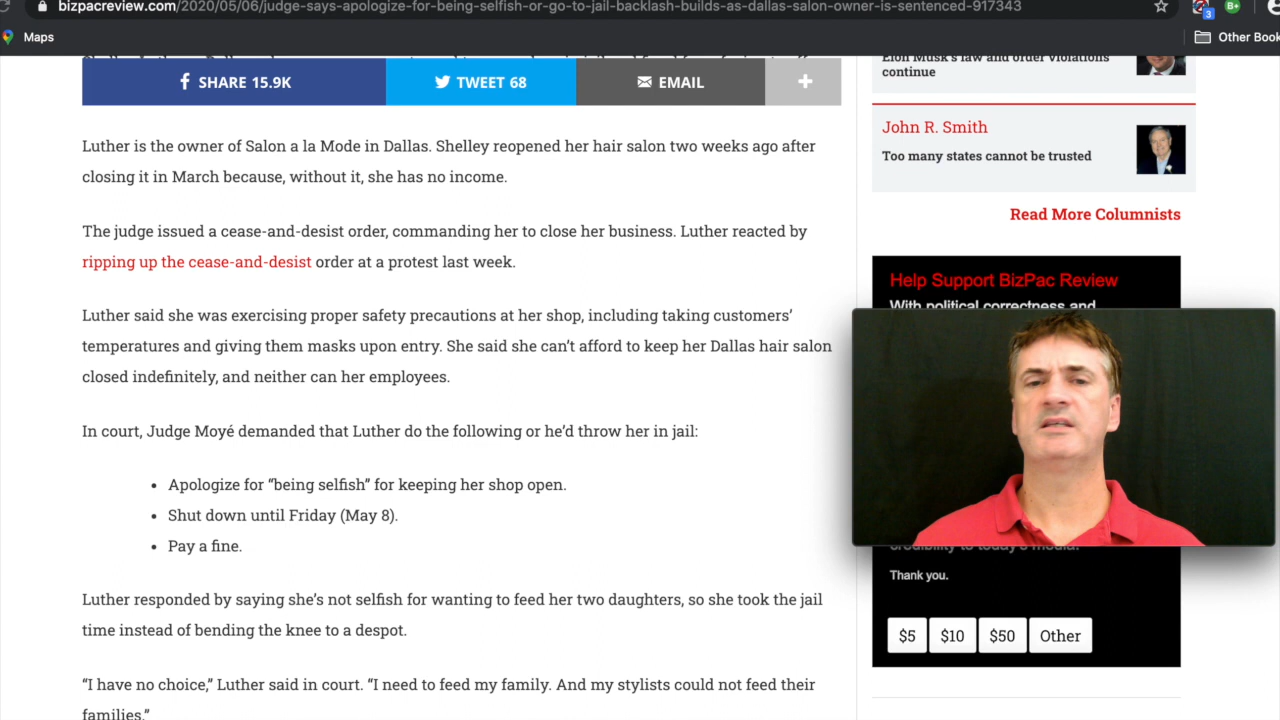 bizpacreview.com/2020/05/06/judge-says-apologize-for-being-selfish-or-go-to-jail-backlash-builds-as-dallas-salon-owner-is-sentenced-917343
3
B+
Maps
Other Book
SHARE 15.9K
TWEET 68
EMAIL
+
Luther is the owner of Salon a la Mode in Dallas. Shelley reopened her hair salon two weeks ago after
closing it in March because, without it, she has no income.
The judge issued a cease-and-desist order, commanding her to close her business. Luther reacted by
ripping up the cease-and-desist order at a protest last week.
Luther said she was exercising proper safety precautions at her shop, including taking customers’
temperatures and giving them masks upon entry. She said she can’t afford to keep her Dallas hair salon
closed indefinitely, and neither can her employees.
In court, Judge Moyé demanded that Luther do the following or he’d throw her in jail:
• Apologize for “being selfish” for keeping her shop open.
• Shut down until Friday (May 8).
• Pay a fine.
Luther responded by saying she’s not selfish for wanting to feed her two daughters, so she took the jail
time instead of bending the knee to a despot.
“I have no choice,” Luther said in court. “I need to feed my family. And my stylists could not feed their
families.”
Elon Musk's law and order violations
continue
John R. Smith
Too many states cannot be trusted
Read More Columnists
Help Support BizPac Review
With political correctness and
credibility to today's media.
Thank you.
$5
$10
$50
Other